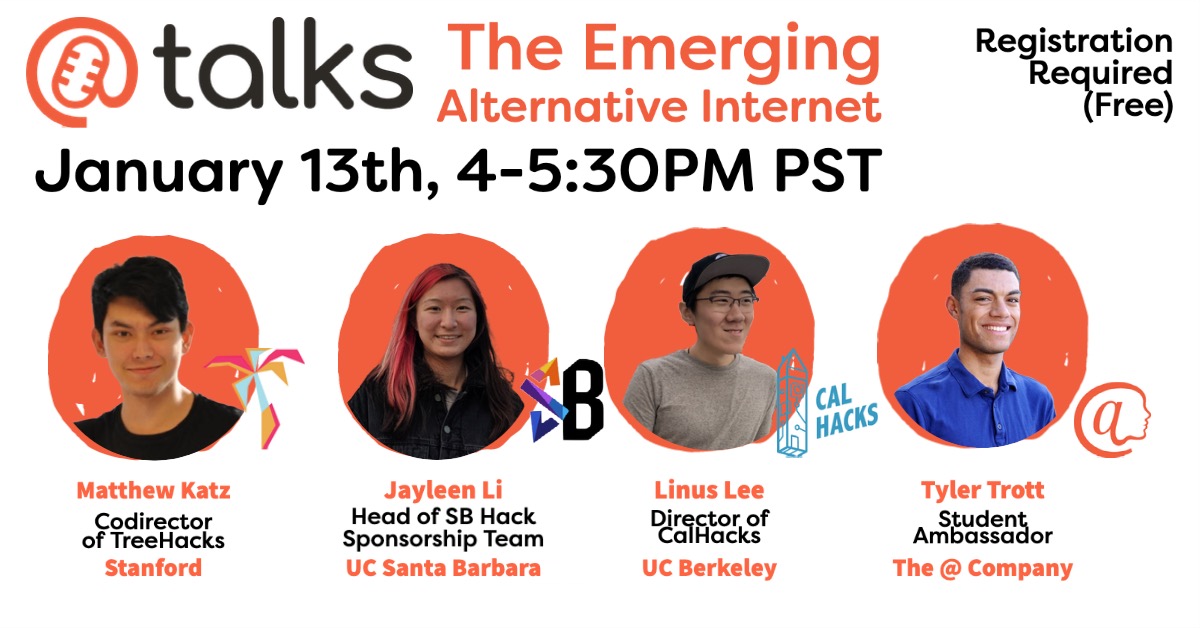 @talks
The Emerging
Alternative Internet
Registration
Required
(Free)
January 13th, 4-5:30PM PST
SB
CAL
HACKS
@
Matthew Katz
Codirector
of TreeHacks
Stanford
Jayleen Li
Head of SB Hack
Sponsorship Team
UC Santa Barbara
Linus Lee
Director of
CalHacks
UC Berkeley
Tyler Trott
Student
Ambassador
The @ Company